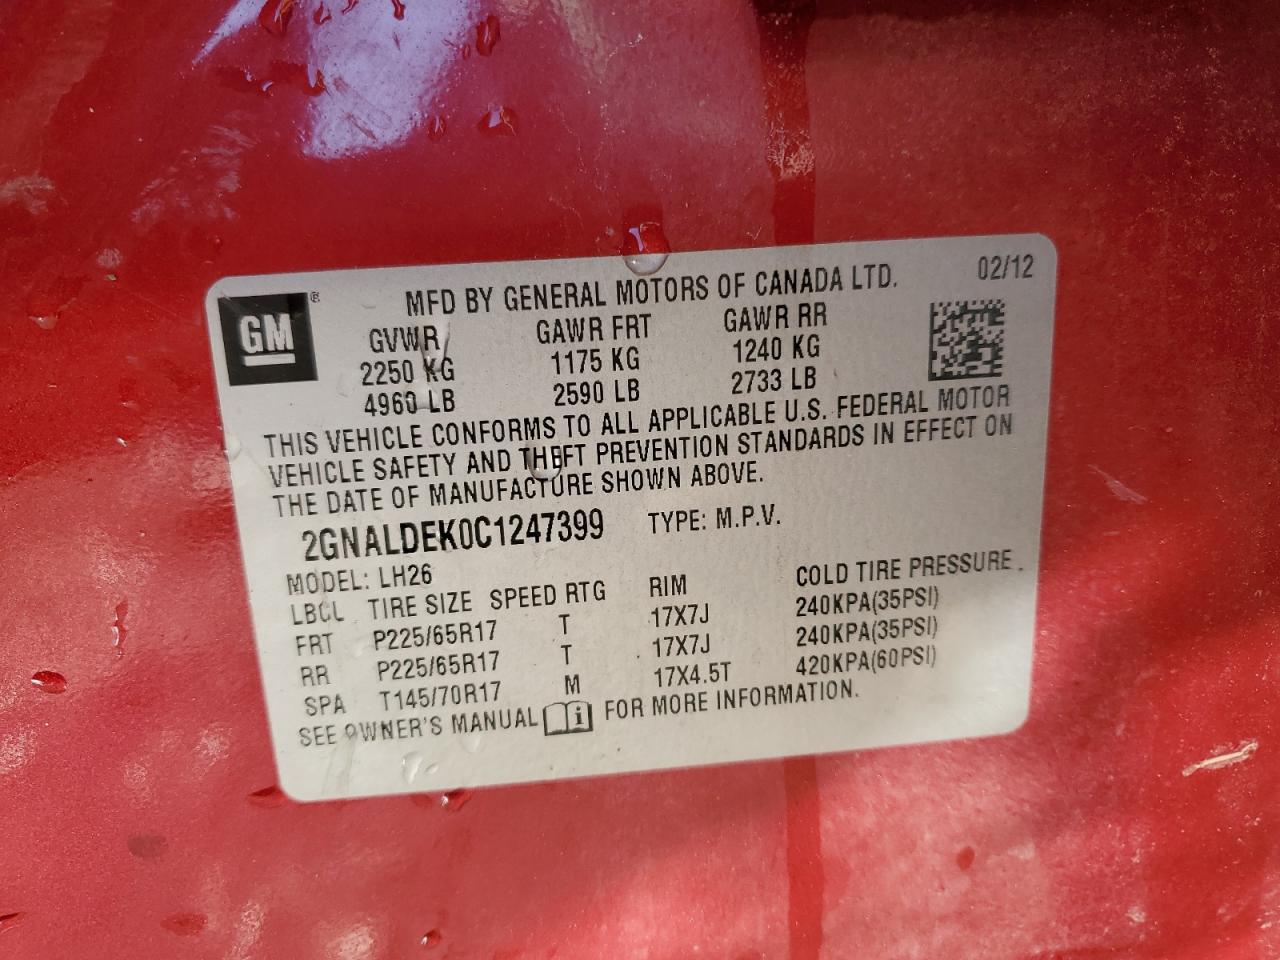 GM ® MFD BY GENERAL MOTORS OF CANADA LTD. 02/12
GVWR GAWR FRT GAWR RR
2250 KG 1175 KG 1240 KG
4960 LB 2590 LB 2733 LB
THIS VEHICLE CONFORMS TO ALL APPLICABLE U.S. FEDERAL MOTOR
VEHICLE SAFETY AND THEFT PREVENTION STANDARDS IN EFFECT ON
THE DATE OF MANUFACTURE SHOWN ABOVE.
2GNALDEK0C1247399 TYPE: M.P.V.
MODEL: LH26
LBCL TIRE SIZE SPEED RTG RIM COLD TIRE PRESSURE
FRT P225/65R17 T 17X7J 240KPA(35PSI)
RR P225/65R17 T 17X7J 240KPA(35PSI)
SPA T145/70R17 M 17X4.5T 420KPA(60PSI)
SEE OWNER'S MANUAL i FOR MORE INFORMATION.